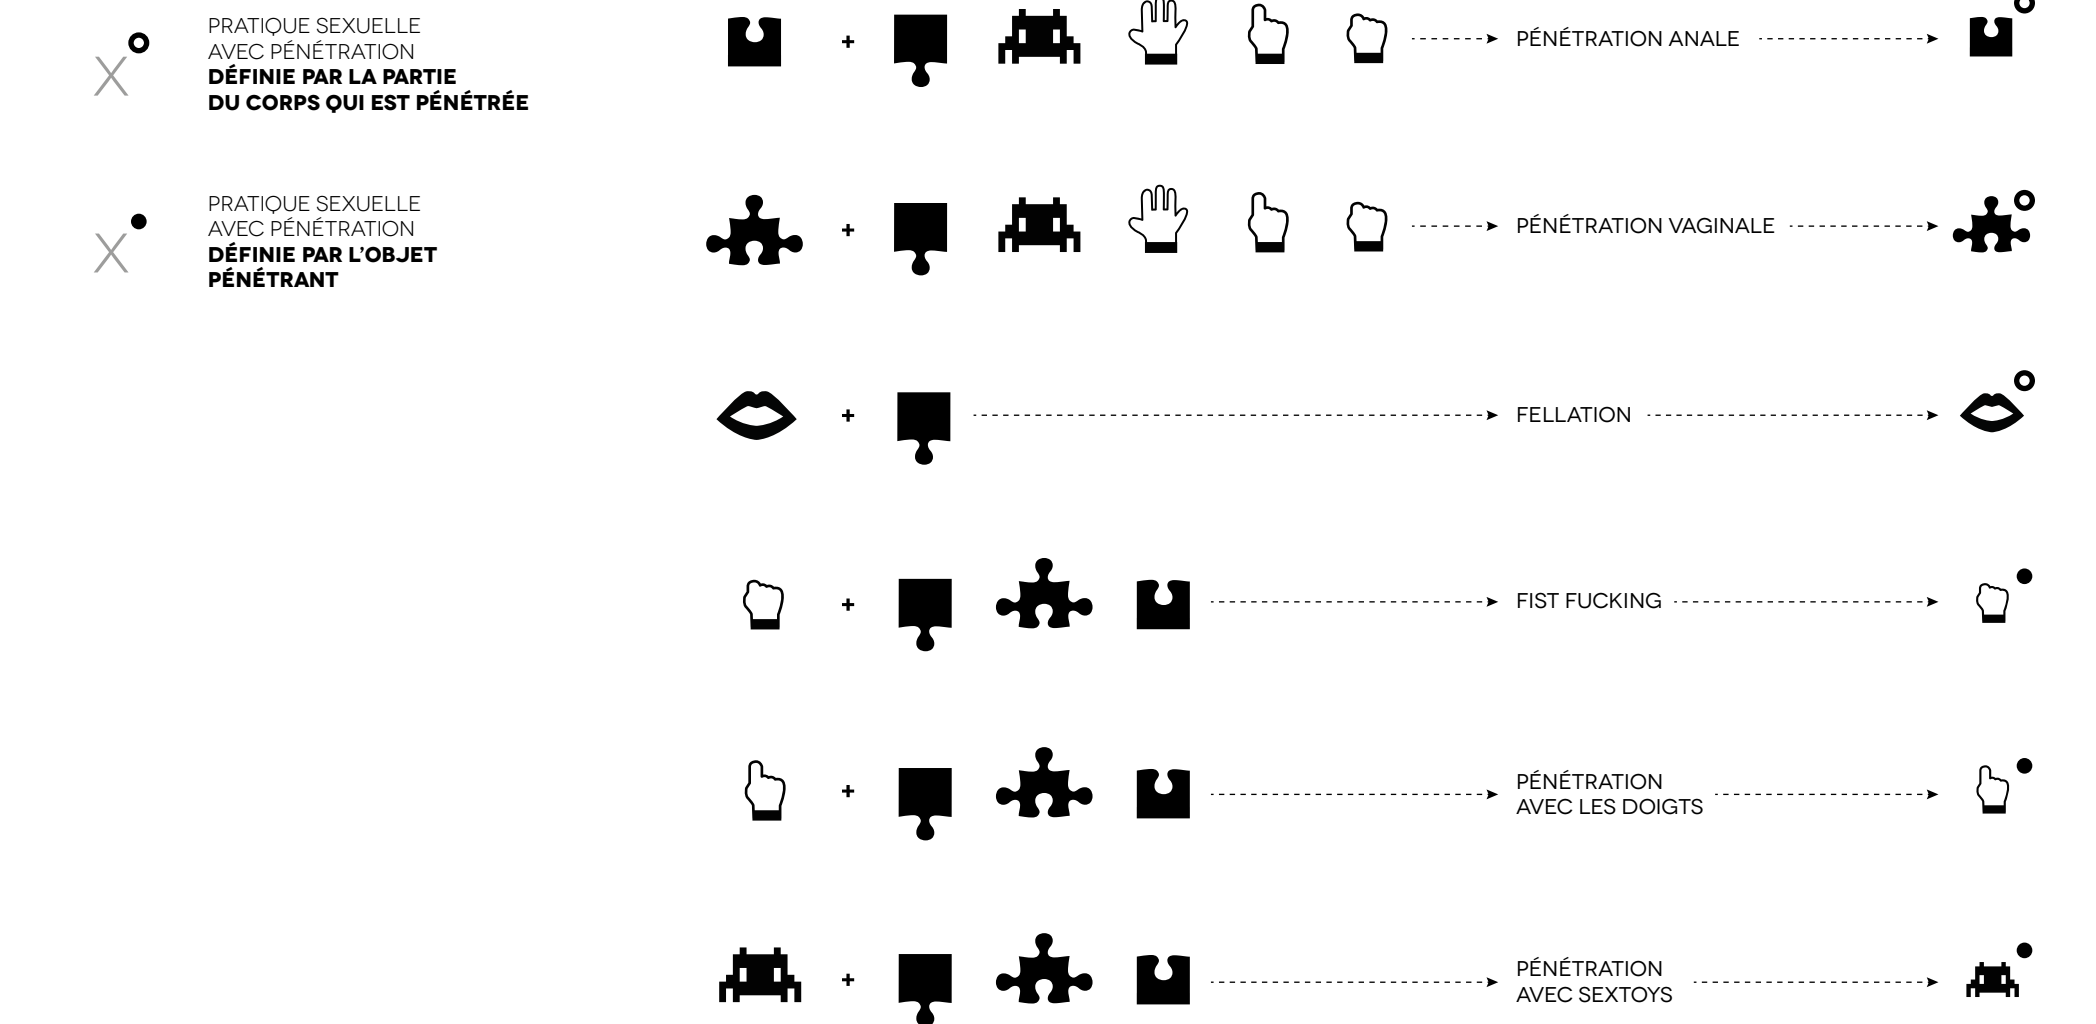 PRATIQUE SEXUELLE
AVEC PÉNÉTRATION
DÉFINIE PAR LA PARTIE
DU CORPS QUI EST PÉNÉTRÉE
X
+
PÉNÉTRATION ANALE
PRATIQUE SEXUELLE
AVEC PÉNÉTRATION
DÉFINIE PAR L’OBJET
PÉNÉTRANT
X
+
PÉNÉTRATION VAGINALE
+
FELLATION
+
FIST FUCKING
+
PÉNÉTRATION
AVEC LES DOIGTS
+
PÉNÉTRATION
AVEC SEXTOYS